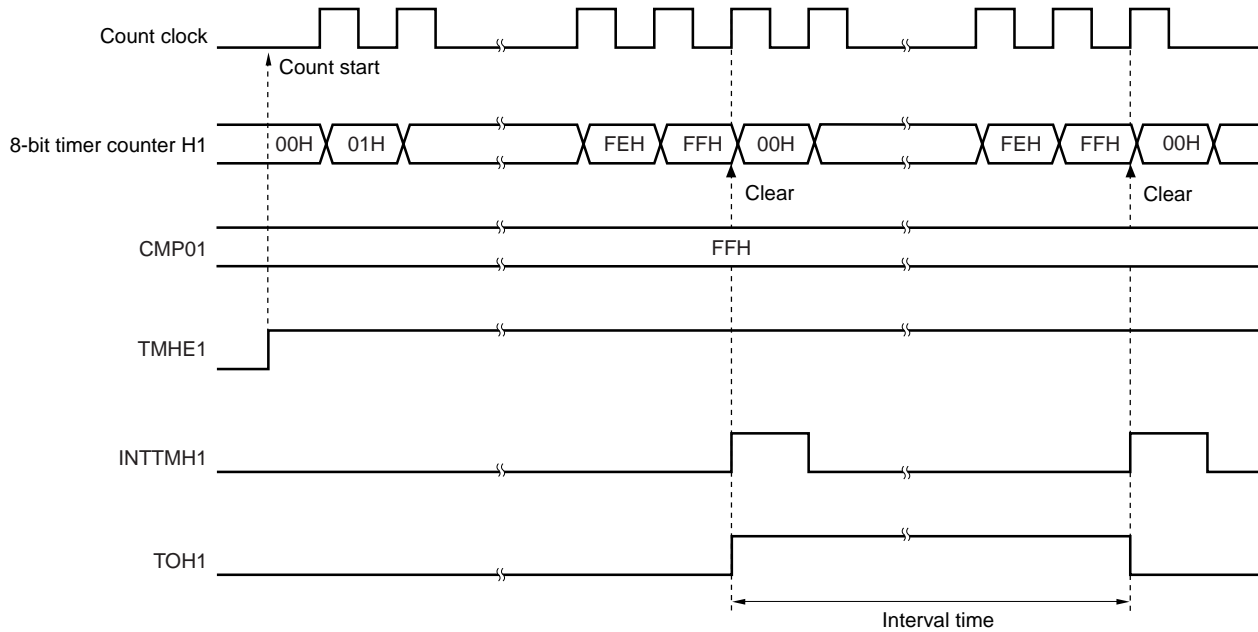 Count clock
Count start
8-bit timer counter H1
00H 01H FEH FFH 00H FEH FFH 00H
Clear Clear
CMP01
FFH
TMHE1
INTTMH1
TOH1
Interval time